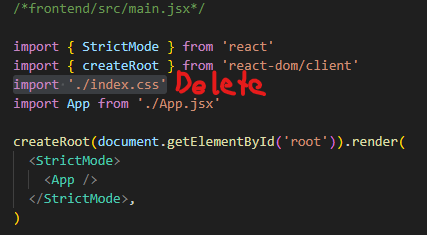 /*frontend/src/main.jsx*/
import { StrictMode } from 'react'
import { createRoot } from 'react-dom/client'
import './index.css' Delete
import App from './App.jsx'
createRoot(document.getElementById('root')).render(
  <StrictMode>
    <App />
  </StrictMode>,
)